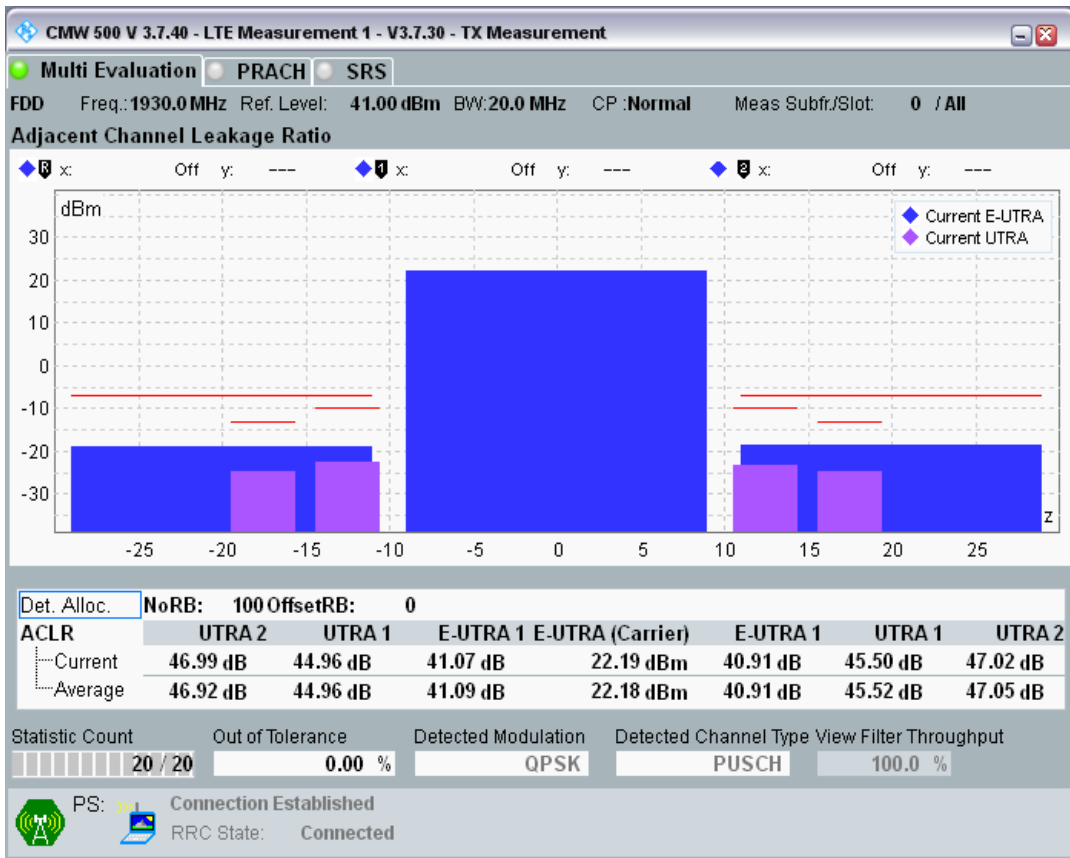 CMW 500 V 3.7.40 - LTE Measurement 1 - V3.7.30 - TX Measurement
Multi Evaluation PRACH SRS
FDD Freq.:1930.0 MHz Ref. Level: 41.00 dBm BW:20.0 MHz CP :Normal Meas Subfr./Slot: 0 / All
Adjacent Channel Leakage Ratio
R x: Off y: --- 1 x: Off y: --- 2 x: Off y: ---
dBm
Current E-UTRA
Current UTRA
30
20
10
0
-10
-20
-30
z
-25 -20 -15 -10 -5 0 5 10 15 20 25
Det. Alloc. NoRB: 100 OffsetRB: 0
ACLR UTRA 2 UTRA 1 E-UTRA 1 E-UTRA (Carrier) E-UTRA 1 UTRA 1 UTRA 2
Current 46.99 dB 44.96 dB 41.07 dB 22.19 dBm 40.91 dB 45.50 dB 47.02 dB
Average 46.92 dB 44.96 dB 41.09 dB 22.18 dBm 40.91 dB 45.52 dB 47.05 dB
Statistic Count Out of Tolerance Detected Modulation Detected Channel Type View Filter Throughput
20 / 20 0.00 % QPSK PUSCH 100.0 %
PS: Connection Established
RRC State: Connected